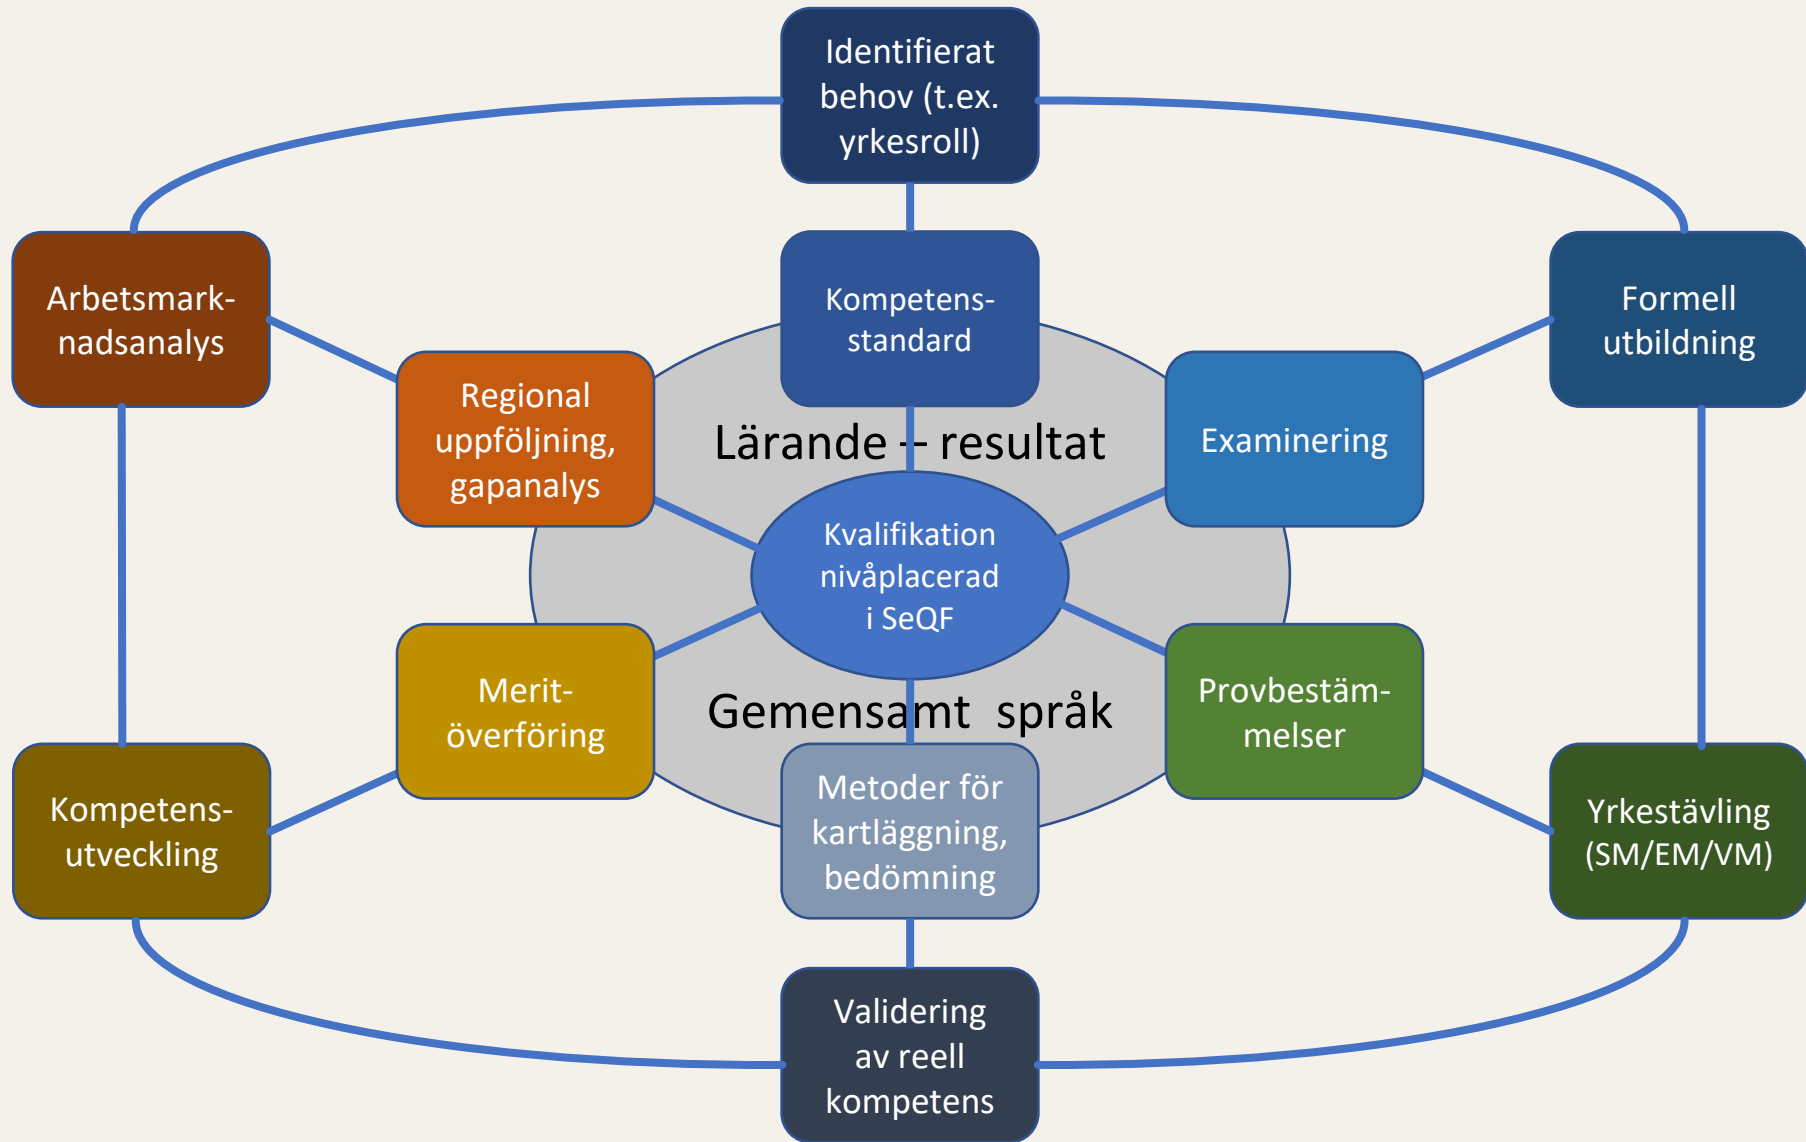 Identifierat
behov (t.ex.
yrkesroll)
Arbetsmark-
nadsanalys
Kompetens-
standard
Formell
utbildning
Regional
uppföljning,
gapanalys
Lärande – resultat
Examinering
Kvalifikation
nivåplacerad
i SeQF
Merit-
överföring
Gemensamt språk
Provbestäm-
melser
Kompetens-
utveckling
Metoder för
kartläggning,
bedömning
Yrkestävling
(SM/EM/VM)
Validering
av reell
kompetens